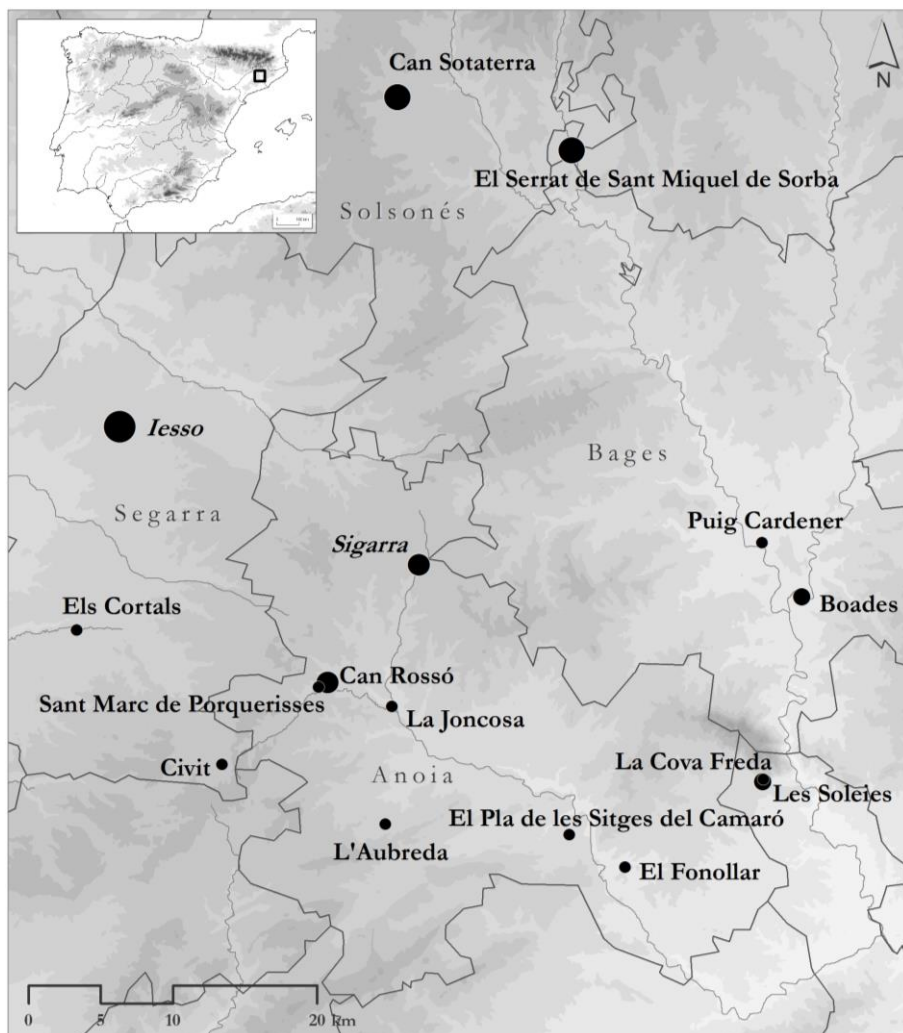 Can Sotaterra
N
El Serrat de Sant Miquel de Sorba
Solsonés
Iesso
Bages
Segarra
Puig Cardener
Sigarra
Boades
Els Cortals
Can Rossó
Sant Marc de Porquerisses
La Joncosa
La Cova Freda
Civit
Anoia
Les Soleies
El Pla de les Sitges del Camaró
L'Aubreda
El Fonollar
0 5 10 20 Km